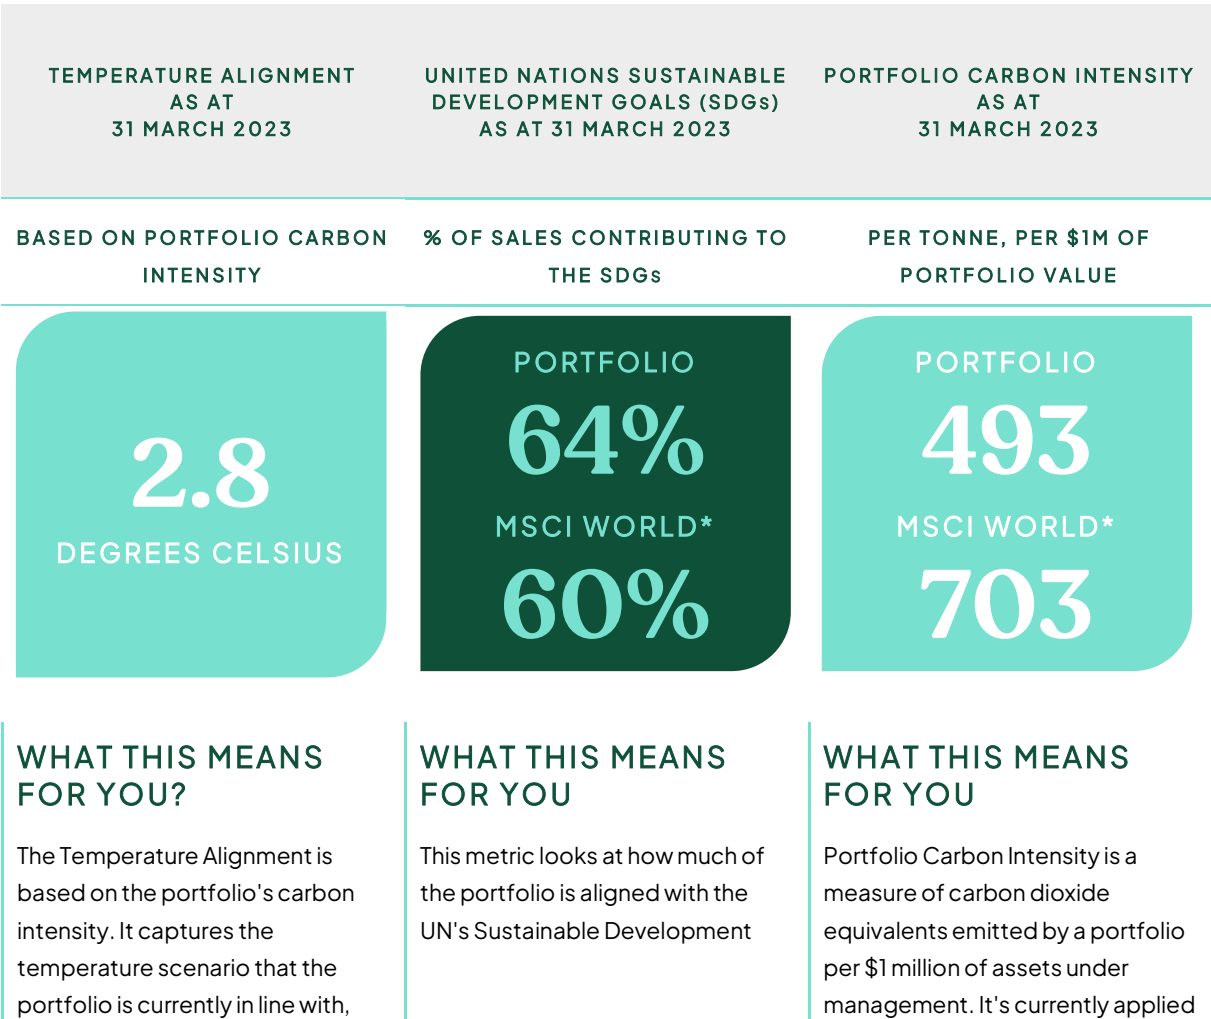 TEMPERATURE ALIGNMENT
AS AT
31 MARCH 2023
UNITED NATIONS SUSTAINABLE
DEVELOPMENT GOALS (SDGs)
AS AT 31 MARCH 2023
PORTFOLIO CARBON INTENSITY
AS AT
31 MARCH 2023
BASED ON PORTFOLIO CARBON
INTENSITY
% OF SALES CONTRIBUTING TO
THE SDGs
PER TONNE, PER $1M OF
PORTFOLIO VALUE
2.8
DEGREES CELSIUS
PORTFOLIO
64%
MSCI WORLD*
60%
PORTFOLIO
493
MSCI WORLD*
703
WHAT THIS MEANS
FOR YOU?
The Temperature Alignment is
based on the portfolio's carbon
intensity. It captures the
temperature scenario that the
portfolio is currently in line with,
WHAT THIS MEANS
FOR YOU
This metric looks at how much of
the portfolio is aligned with the
UN's Sustainable Development
WHAT THIS MEANS
FOR YOU
Portfolio Carbon Intensity is a
measure of carbon dioxide
equivalents emitted by a portfolio
per $1 million of assets under
management. It's currently applied